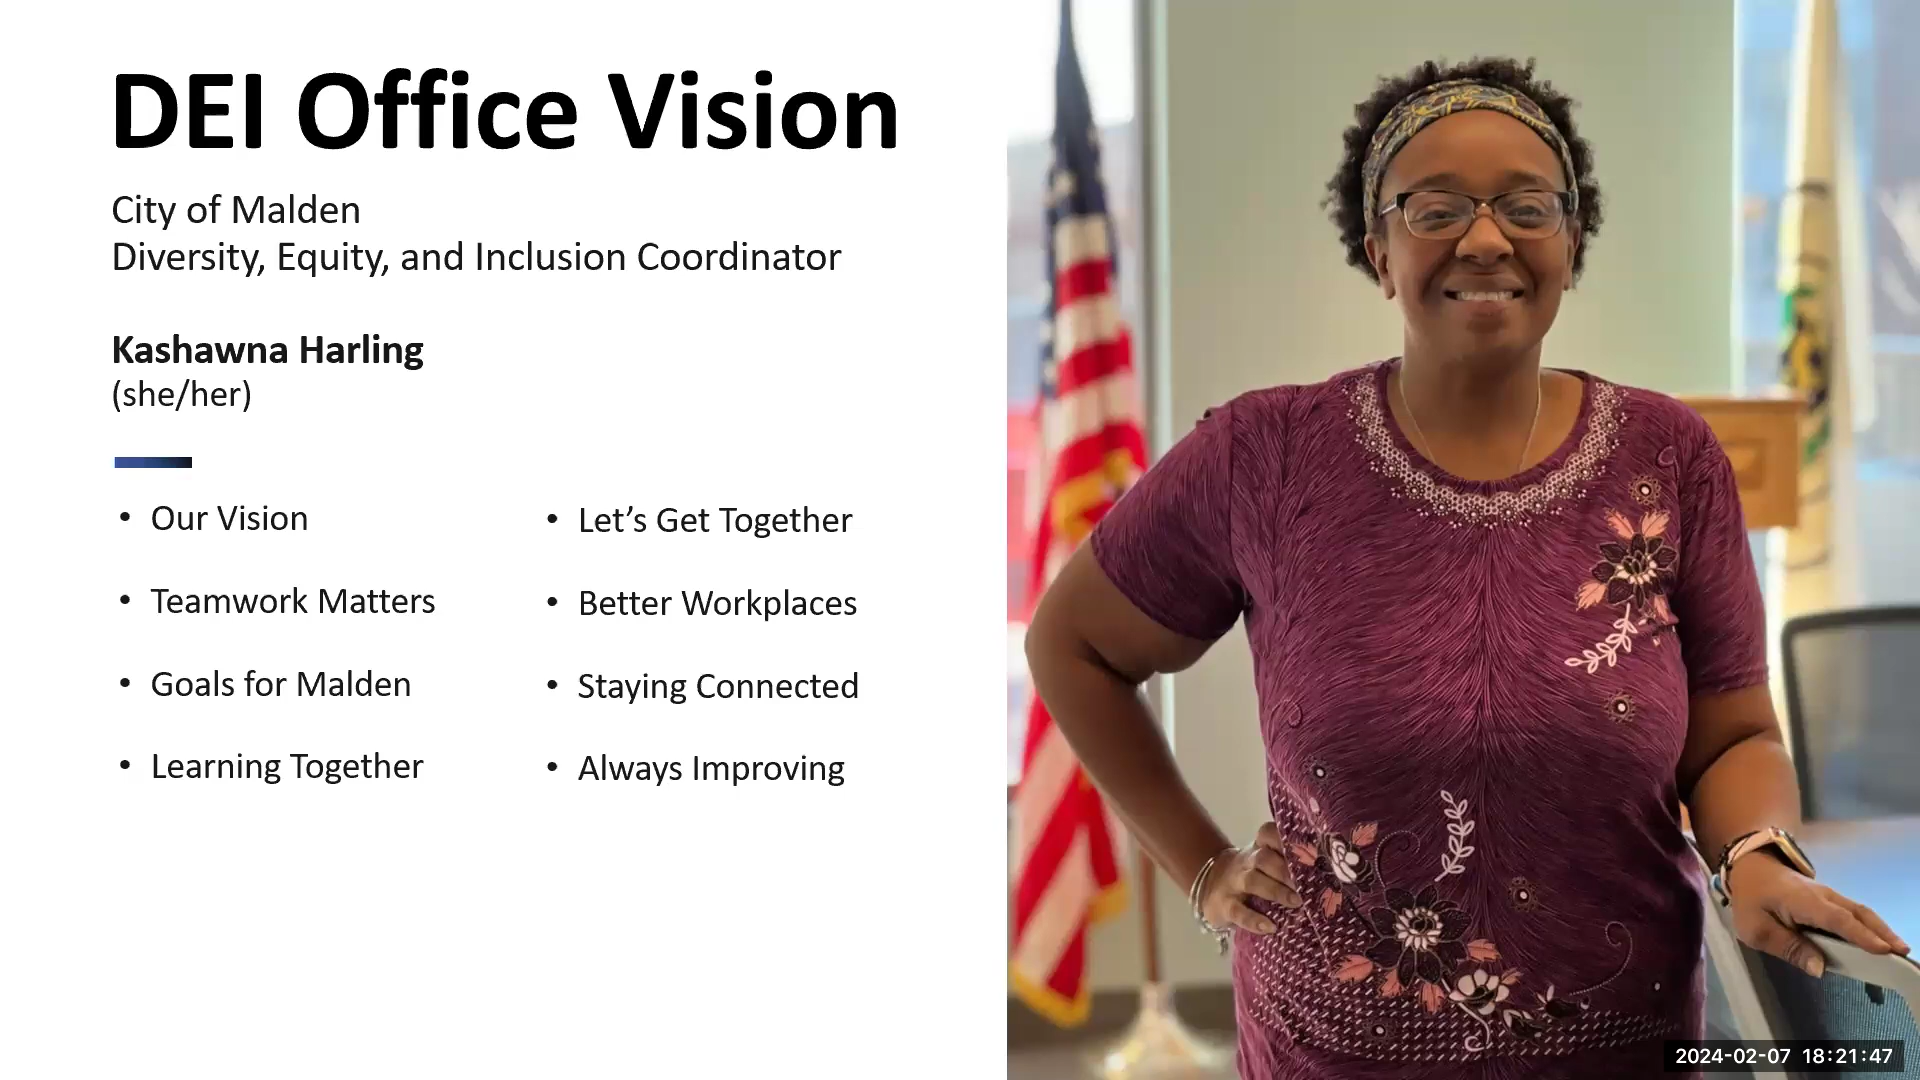 DEI Office Vision
City of Malden
Diversity, Equity, and Inclusion Coordinator
Kashawna Harling
(she/her)
• Our Vision
• Teamwork Matters
• Goals for Malden
• Learning Together
• Let’s Get Together
• Better Workplaces
• Staying Connected
• Always Improving
2024-02-07 18:21:47